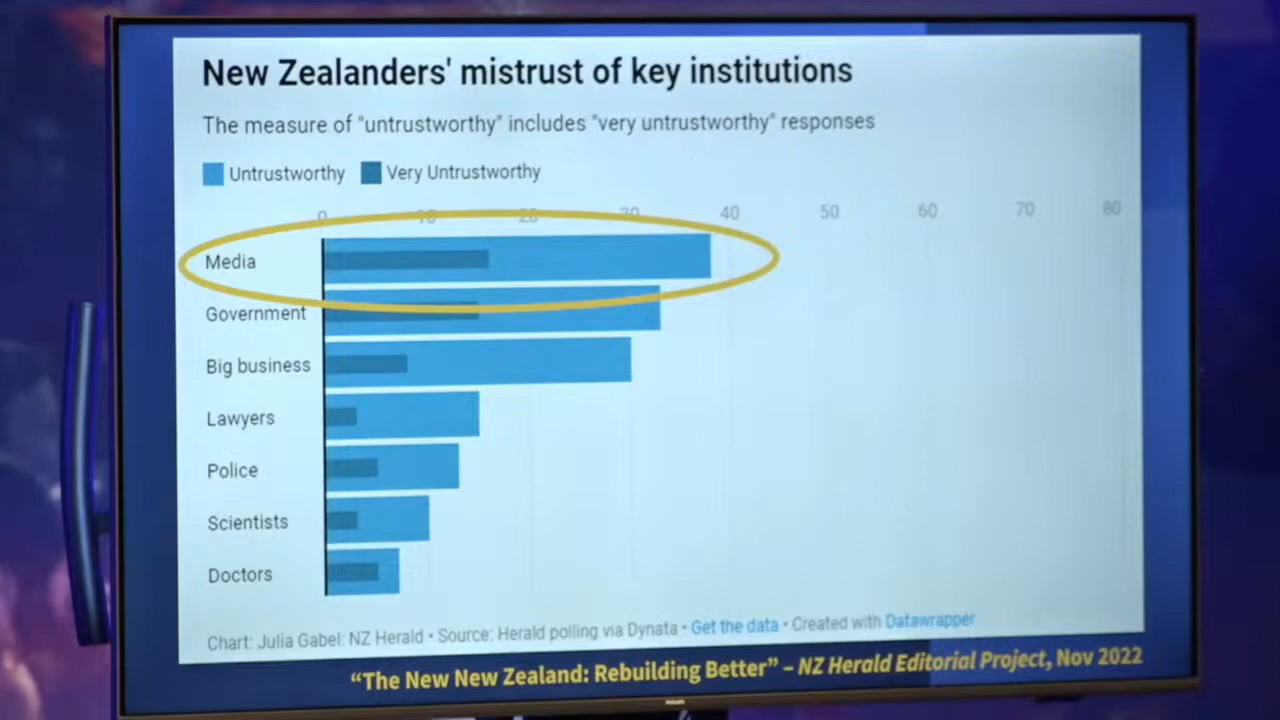 New Zealanders' mistrust of key institutions
The measure of "untrustworthy" includes "very untrustworthy" responses
Untrustworthy Very Untrustworthy
0 10 20 30 40 50 60 70 80
Media
Government
Big business
Lawyers
Police
Scientists
Doctors
Chart: Julia Gabel: NZ Herald • Source: Herald polling via Dynata • Get the data • Created with Datawrapper
“The New New Zealand: Rebuilding Better” – NZ Herald Editorial Project, Nov 2022